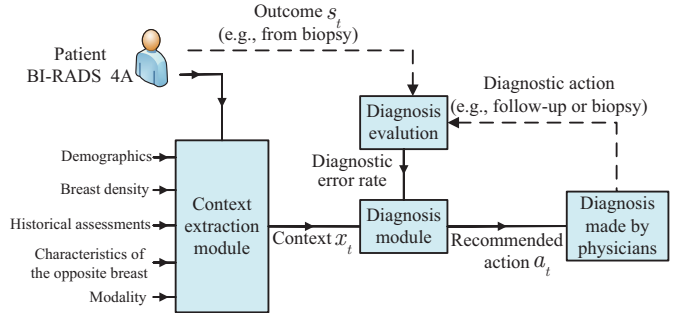 Outcome s_t
(e.g., from biopsy)
Patient
BI-RADS 4A
Diagnostic action
(e.g., follow-up or biopsy)
Diagnosis
evalution
Demographics
Breast density
Historical assessments
Characteristics of
the opposite breast
Modality
Context
extraction
module
Diagnostic
error rate
Context x_t
Diagnosis
module
Recommended
action a_t
Diagnosis
made by
physicians